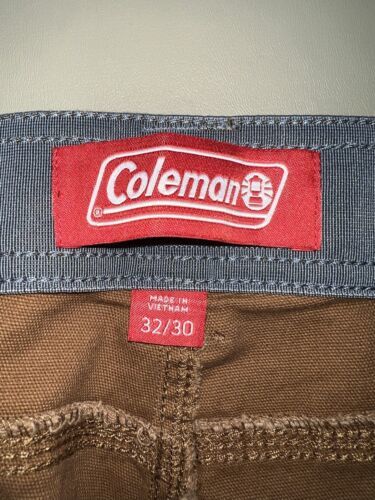 Coleman
®
MADE IN
VIETNAM
32/30